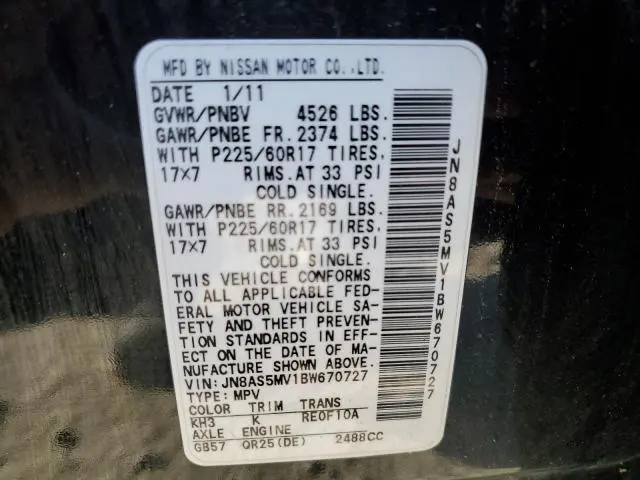 MFD BY NISSAN MOTOR CO.,LTD.
DATE 1/11
GVWR/PNBV 4526 LBS.
GAWR/PNBE FR. 2374 LBS.
WITH P225/60R17 TIRES,
17×7 RIMS.AT 33 PSI
COLD SINGLE.
GAWR/PNBE RR. 2169 LBS.
WITH P225/60R17 TIRES,
17×7 RIMS.AT 33 PSI
COLD SINGLE.
THIS VEHICLE CONFORMS
TO ALL APPLICABLE FED-
ERAL MOTOR VEHICLE SA-
FETY AND THEFT PREVEN-
TION STANDARDS IN EFF-
ECT ON THE DATE OF MA-
NUFACTURE SHOWN ABOVE.
VIN: JN8AS5MV1BW670727
TYPE: MPV
COLOR TRIM TRANS
KH3 K RE0F10A
AXLE ENGINE
GB57 QR25(DE) 2488CC
JN8AS5MV1BW670727